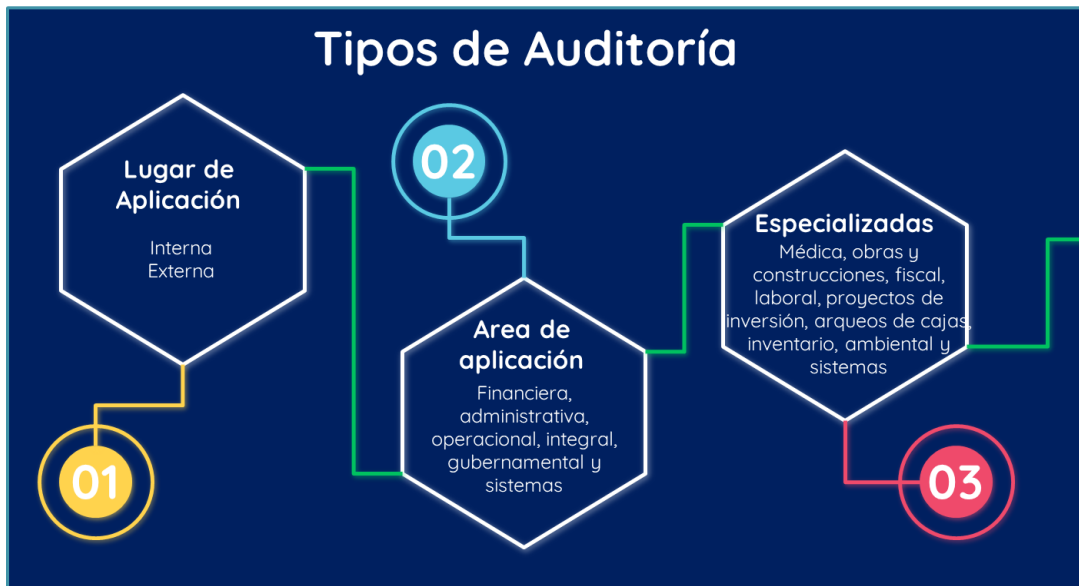 Tipos de Auditoría
Lugar de
Aplicación
Interna
Externa
01
02
Area de
aplicación
Financiera,
administrativa,
operacional, integral,
gubernamental y
sistemas
Especializadas
Médica, obras y
construcciones, fiscal,
laboral, proyectos de
inversión, arqueos de cajas,
inventario, ambiental y
sistemas
03